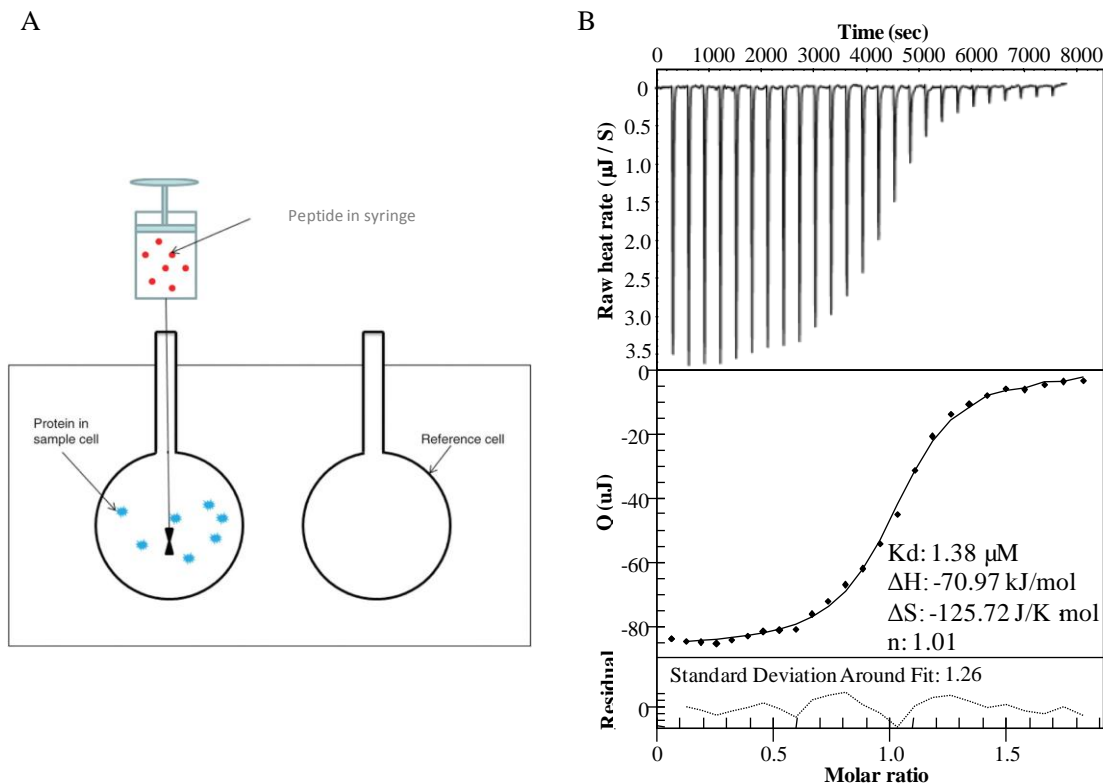 A
Peptide in syringe
Protein in
sample cell
Reference cell
B
Time (sec)
0 1000 2000 3000 4000 5000 6000 7000 8000
Raw heat rate (µJ / S)
0
0.5
1.0
1.5
2.0
2.5
3.0
3.5
Q (uJ)
0
-20
-40
-60
-80
Kd: 1.38 µM
ΔH: -70.97 kJ/mol
ΔS: -125.72 J/K·mol
n: 1.01
Residual
Standard Deviation Around Fit: 1.26
0
0 0.5 1.0 1.5
Molar ratio